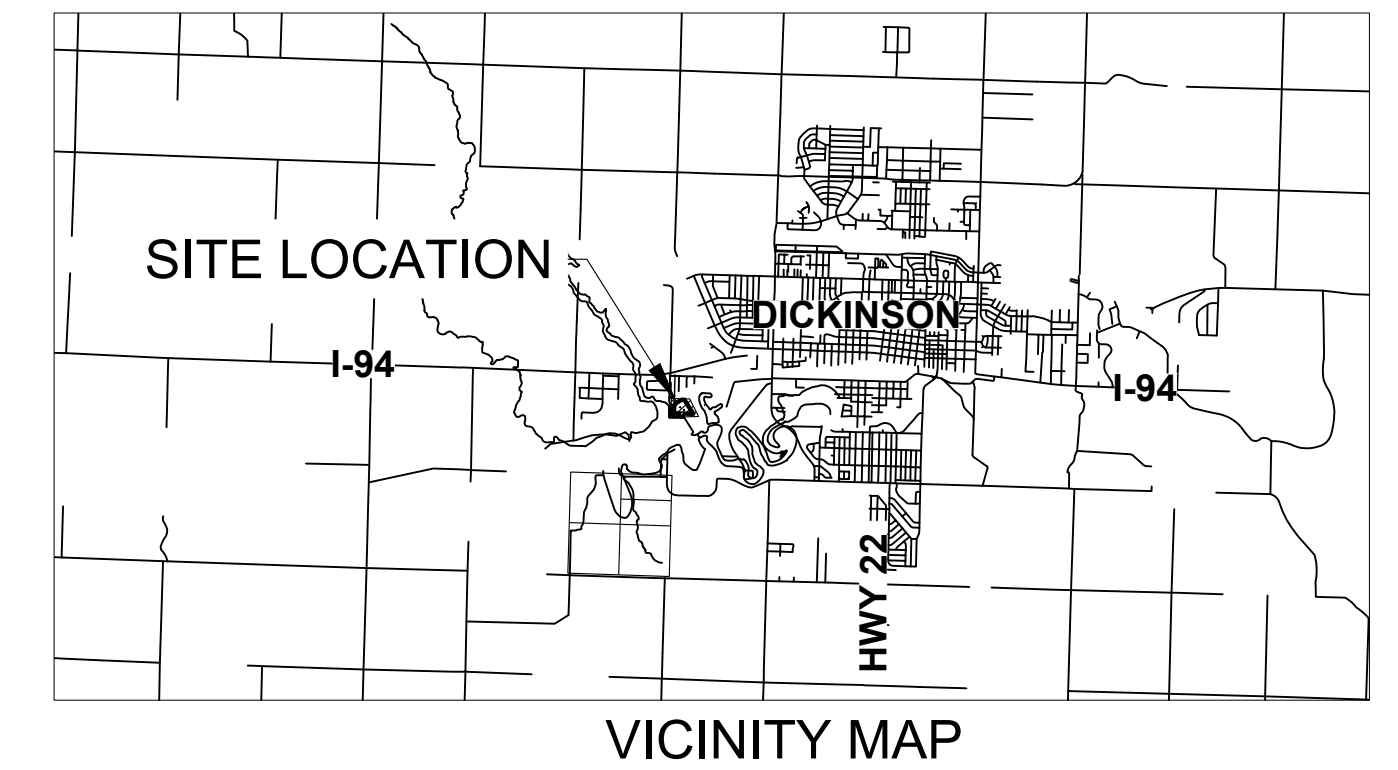 SITE LOCATION
DICKINSON
I-94
I-94
HWY 22
VICINITY MAP